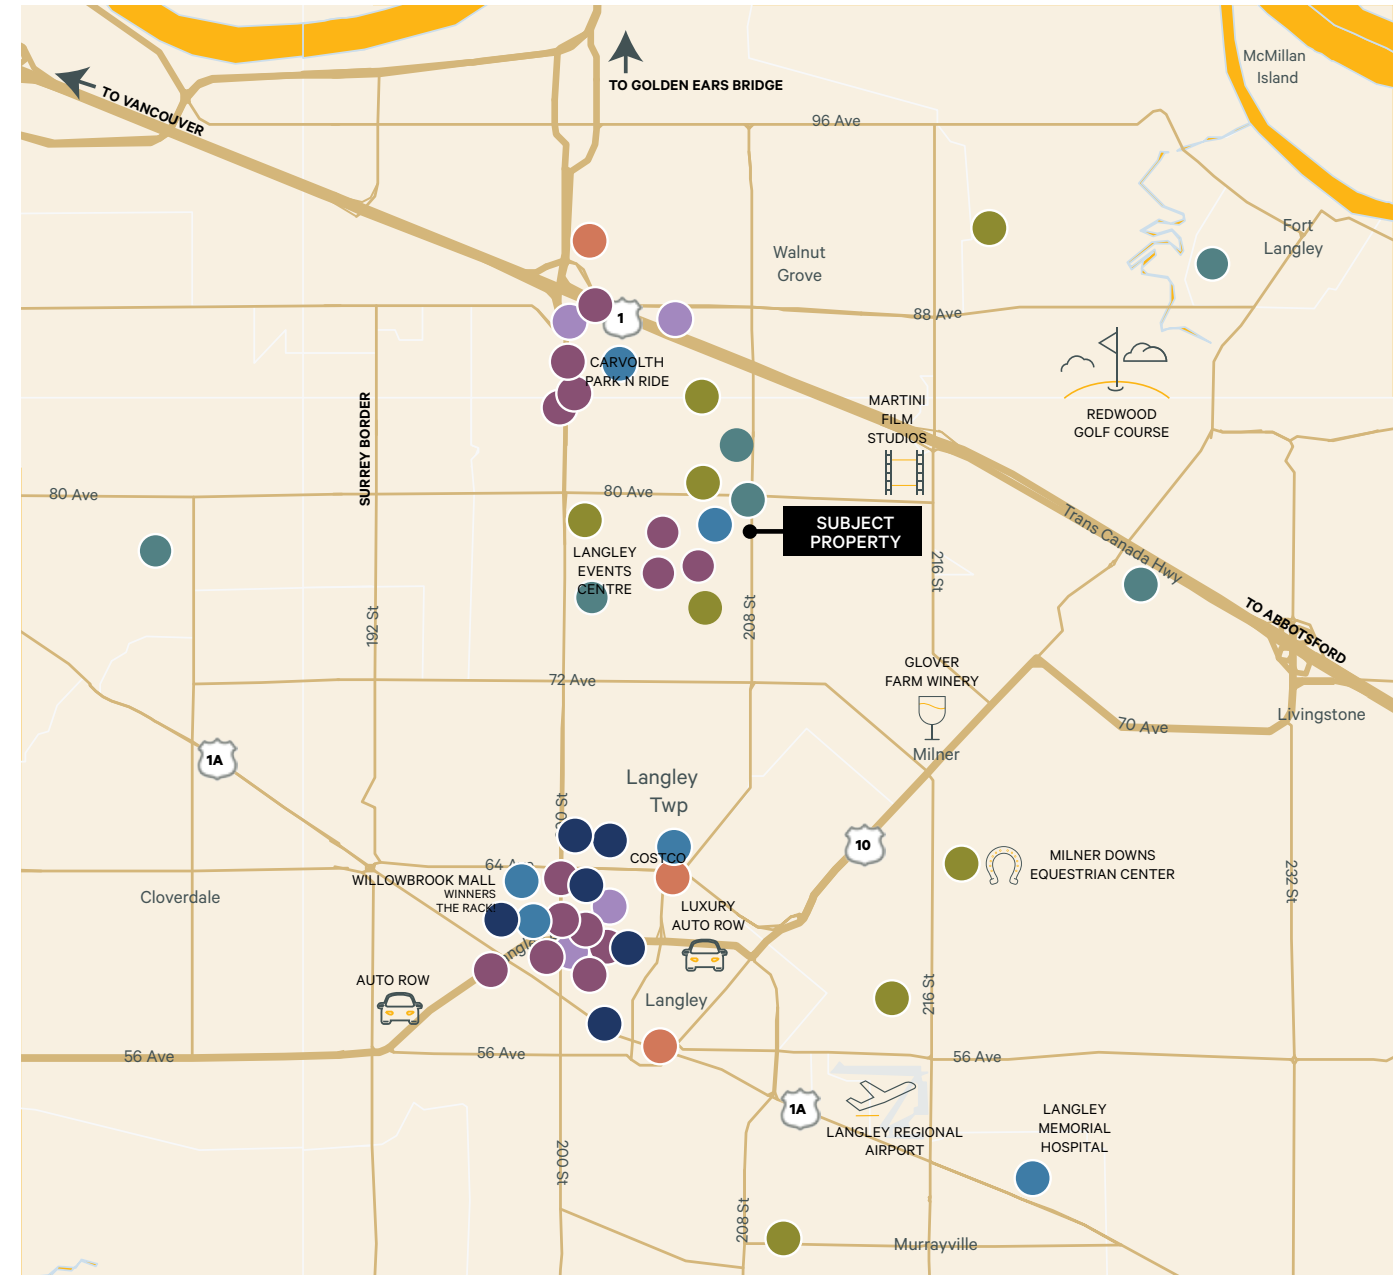 McMillan
Island
TO GOLDEN EARS BRIDGE
TO VANCOUVER
96 Ave
Fort
Langley
Walnut
Grove
1
88 Ave
CARVOLTH
PARK N RIDE
MARTINI
FILM
STUDIOS
REDWOOD
GOLF COURSE
SURREY BORDER
80 Ave
80 Ave
SUBJECT
PROPERTY
Trans Canada Hwy
LANGLEY
EVENTS
CENTRE
216 St
192 St
208 St
TO ABBOTSFORD
GLOVER
FARM WINERY
72 Ave
Livingstone
70 Ave
1A
Milner
Langley
Twp
10
COSTCO
64 Ave
WILLOWBROOK MALL
WINNERS
THE RACK!
MILNER DOWNS
EQUESTRIAN CENTER
232 St
Cloverdale
LUXURY
AUTO ROW
AUTO ROW
Langley
216 St
56 Ave
56 Ave
56 Ave
1A
LANGLEY REGIONAL
AIRPORT
LANGLEY
MEMORIAL
HOSPITAL
200 St
208 St
Murrayville